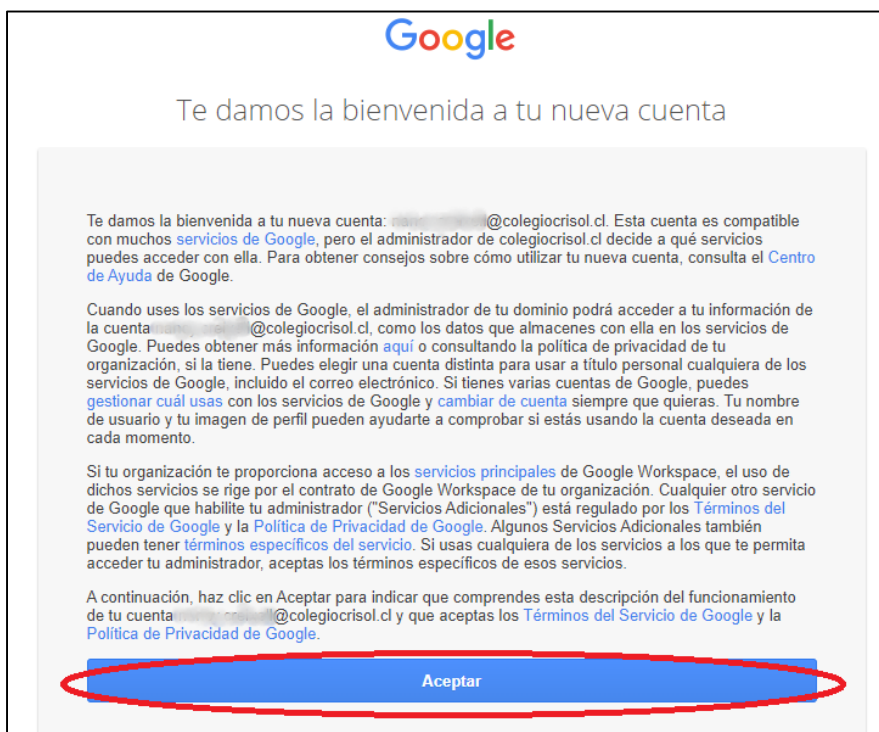 Google
Te damos la bienvenida a tu nueva cuenta
Te damos la bienvenida a tu nueva cuenta: @colegiocrisol.cl. Esta cuenta es compatible
con muchos servicios de Google, pero el administrador de colegiocrisol.cl decide a qué servicios
puedes acceder con ella. Para obtener consejos sobre cómo utilizar tu nueva cuenta, consulta el Centro
de Ayuda de Google.
Cuando uses los servicios de Google, el administrador de tu dominio podrá acceder a tu información de
la cuenta @colegiocrisol.cl, como los datos que almacenes con ella en los servicios de
Google. Puedes obtener más información aquí o consultando la política de privacidad de tu
organización, si la tiene. Puedes elegir una cuenta distinta para usar a título personal cualquiera de los
servicios de Google, incluido el correo electrónico. Si tienes varias cuentas de Google, puedes
gestionar cuál usas con los servicios de Google y cambiar de cuenta siempre que quieras. Tu nombre
de usuario y tu imagen de perfil pueden ayudarte a comprobar si estás usando la cuenta deseada en
cada momento.
Si tu organización te proporciona acceso a los servicios principales de Google Workspace, el uso de
dichos servicios se rige por el contrato de Google Workspace de tu organización. Cualquier otro servicio
de Google que habilite tu administrador ("Servicios Adicionales") está regulado por los Términos del
Servicio de Google y la Política de Privacidad de Google. Algunos Servicios Adicionales también
pueden tener términos específicos del servicio. Si usas cualquiera de los servicios a los que te permita
acceder tu administrador, aceptas los términos específicos de esos servicios.
A continuación, haz clic en Aceptar para indicar que comprendes esta descripción del funcionamiento
de tu cuenta @colegiocrisol.cl y que aceptas los Términos del Servicio de Google y la
Política de Privacidad de Google.
Aceptar